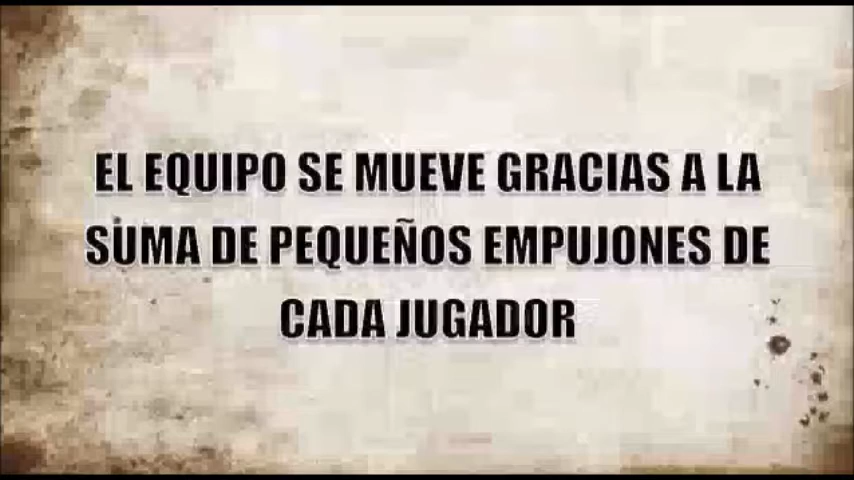 EL EQUIPO SE MUEVE GRACIAS A LA
SUMA DE PEQUEÑOS EMPUJONES DE
CADA JUGADOR